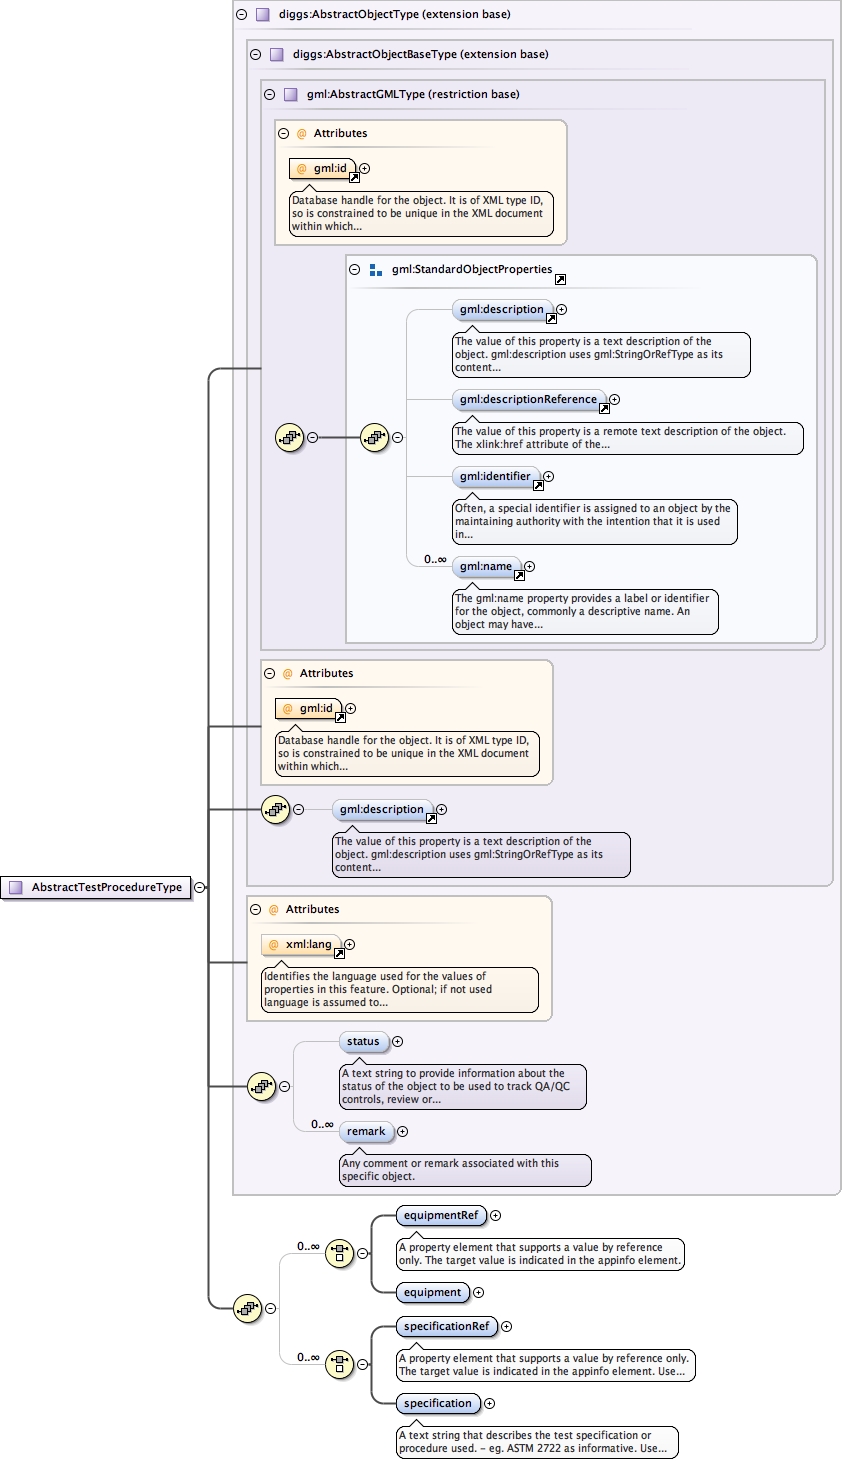 diggs:AbstractObjectType (extension base)
diggs:AbstractObjectBaseType (extension base)
gml:AbstractGMLType (restriction base)
@ Attributes
@ gml:id
Database handle for the object. It is of XML type ID,
so is constrained to be unique in the XML document
within which...
gml:StandardObjectProperties
gml:description
The value of this property is a text description of the
object. gml:description uses gml:StringOrRefType as its
content...
gml:descriptionReference
The value of this property is a remote text description of the object.
The xlink:href attribute of the...
gml:identifier
Often, a special identifier is assigned to an object by the
maintaining authority with the intention that it is used
in...
0..∞
gml:name
The gml:name property provides a label or identifier
for the object, commonly a descriptive name. An
object may have...
@ Attributes
@ gml:id
Database handle for the object. It is of XML type ID,
so is constrained to be unique in the XML document
within which...
gml:description
The value of this property is a text description of the
object. gml:description uses gml:StringOrRefType as its
content...
AbstractTestProcedureType
@ Attributes
@ xml:lang
Identifies the language used for the values of
properties in this feature. Optional; if not used
language is assumed to...
status
A text string to provide information about the
status of the object to be used to track QA/QC
controls, review or...
0..∞
remark
Any comment or remark associated with this
specific object.
equipmentRef
0..∞
A property element that supports a value by reference
only. The target value is indicated in the appinfo element.
equipment
specificationRef
0..∞
A property element that supports a value by reference only.
The target value is indicated in the appinfo element. Use...
specification
A text string that describes the test specification or
procedure used. - eg. ASTM 2722 as informative. Use...